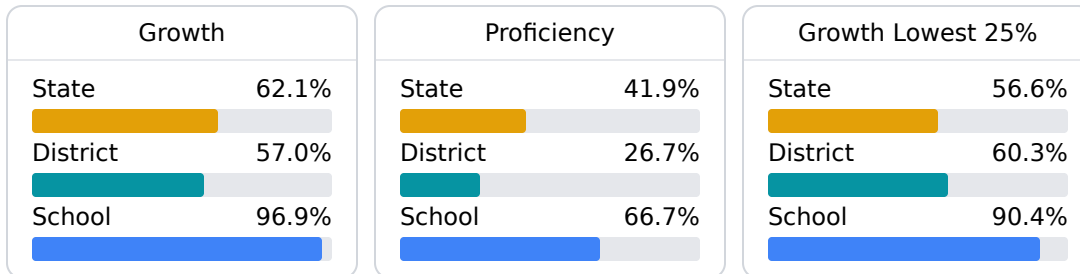 Growth
State 62.1%
District 57.0%
School 96.9%
Proficiency
State 41.9%
District 26.7%
School 66.7%
Growth Lowest 25%
State 56.6%
District 60.3%
School 90.4%